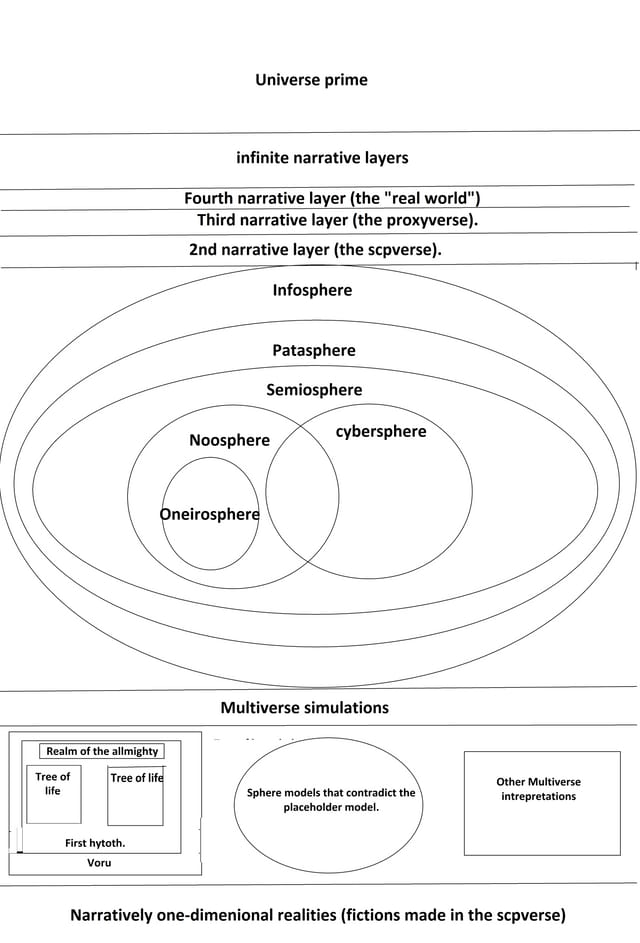 Universe prime
infinite narrative layers
Fourth narrative layer (the "real world")
Third narrative layer (the proxyverse).
2nd narrative layer (the scpverse).
Infosphere
Patasphere
Semiosphere
cybersphere
Noosphere
Oneirosphere
Multiverse simulations
Realm of the allmighty
Tree of
life
Tree of life
First hytoth.
Voru
Sphere models that contradict the
placeholder model.
Other Multiverse
intrepretations
Narratively one-dimenional realities (fictions made in the scpverse)